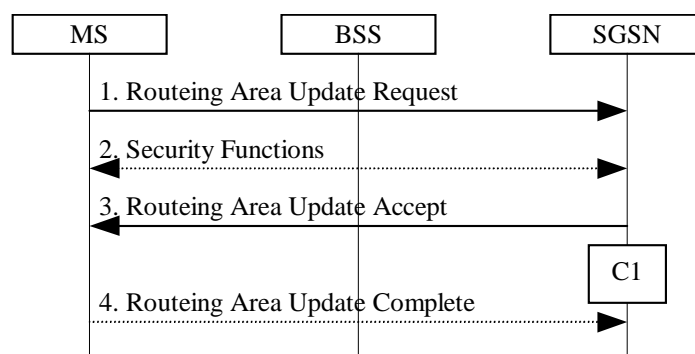 MS
BSS
SGSN
1. Routeing Area Update Request
2. Security Functions
3. Routeing Area Update Accept
C1
4. Routeing Area Update Complete